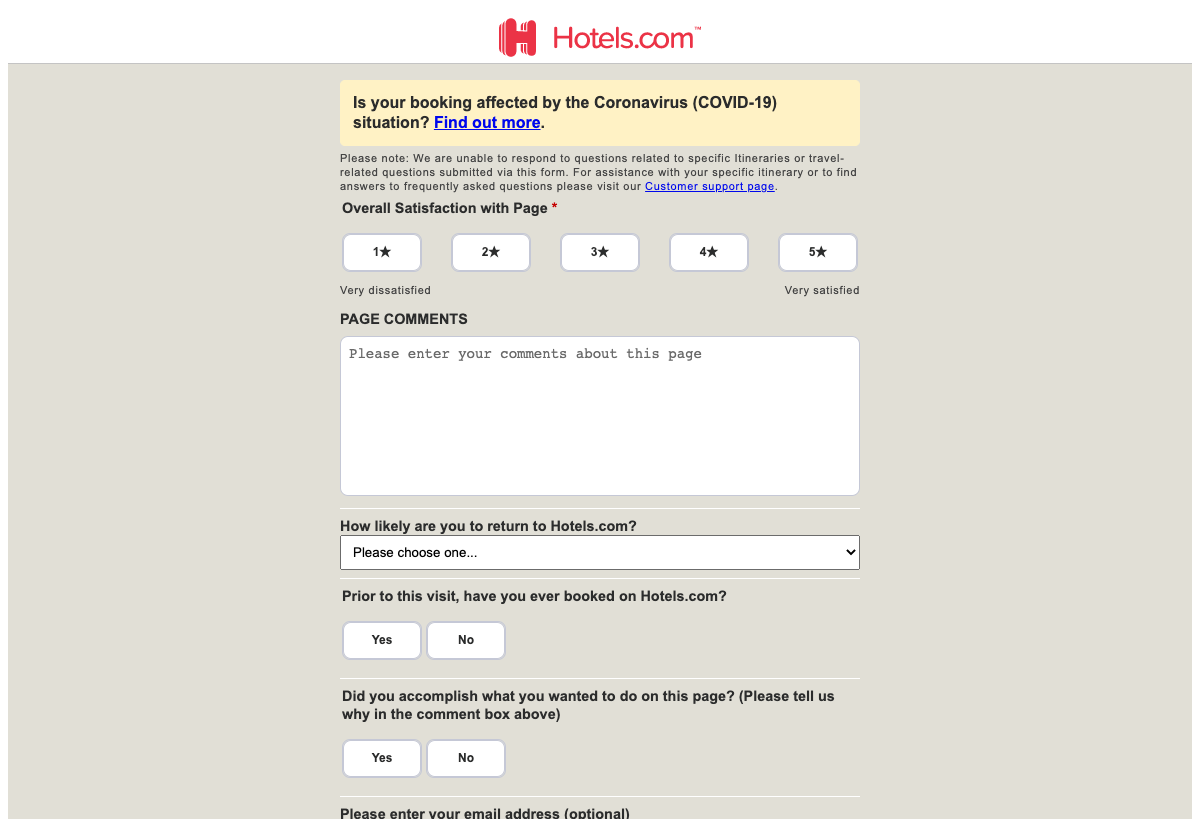 Hotels.com™
Is your booking affected by the Coronavirus (COVID-19)
situation? Find out more.
Please note: We are unable to respond to questions related to specific Itineraries or travel-
related questions submitted via this form. For assistance with your specific itinerary or to find
answers to frequently asked questions please visit our Customer support page.
Overall Satisfaction with Page *
1★ 2★ 3★ 4★ 5★
Very dissatisfied Very satisfied
PAGE COMMENTS
Please enter your comments about this page
How likely are you to return to Hotels.com?
Please choose one...
Prior to this visit, have you ever booked on Hotels.com?
Yes No
Did you accomplish what you wanted to do on this page? (Please tell us
why in the comment box above)
Yes No
Please enter your email address (optional)